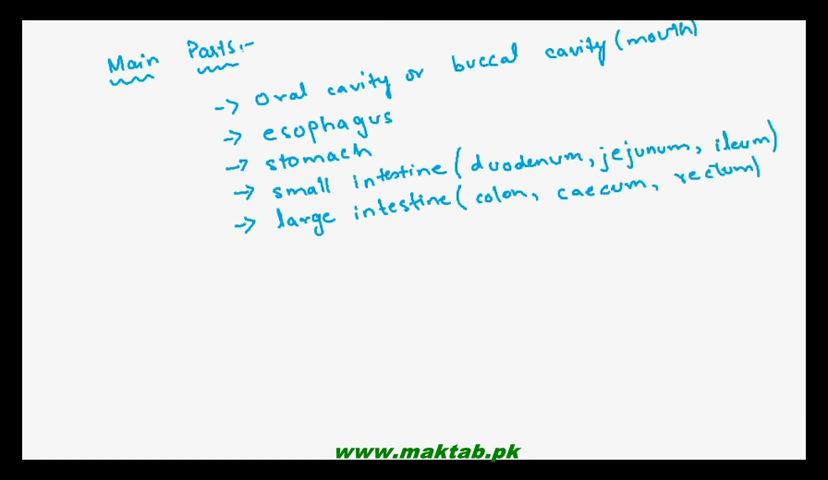 Main Parts:-
-> Oral cavity or buccal cavity (mouth)
-> esophagus
-> stomach
-> small intestine (duodenum, jejunum, ileum)
-> large intestine (colon, caecum, rectum)
www.maktab.pk